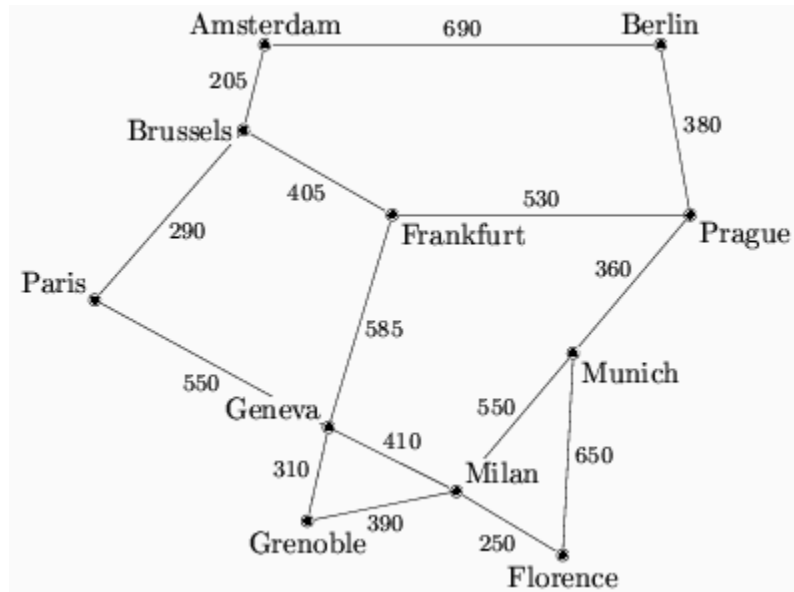 Amsterdam
690
Berlin
205
Brussels
380
405
530
290
Frankfurt
Prague
360
Paris
585
Munich
550
Geneva
550
410
650
310
Milan
390
Grenoble
250
Florence